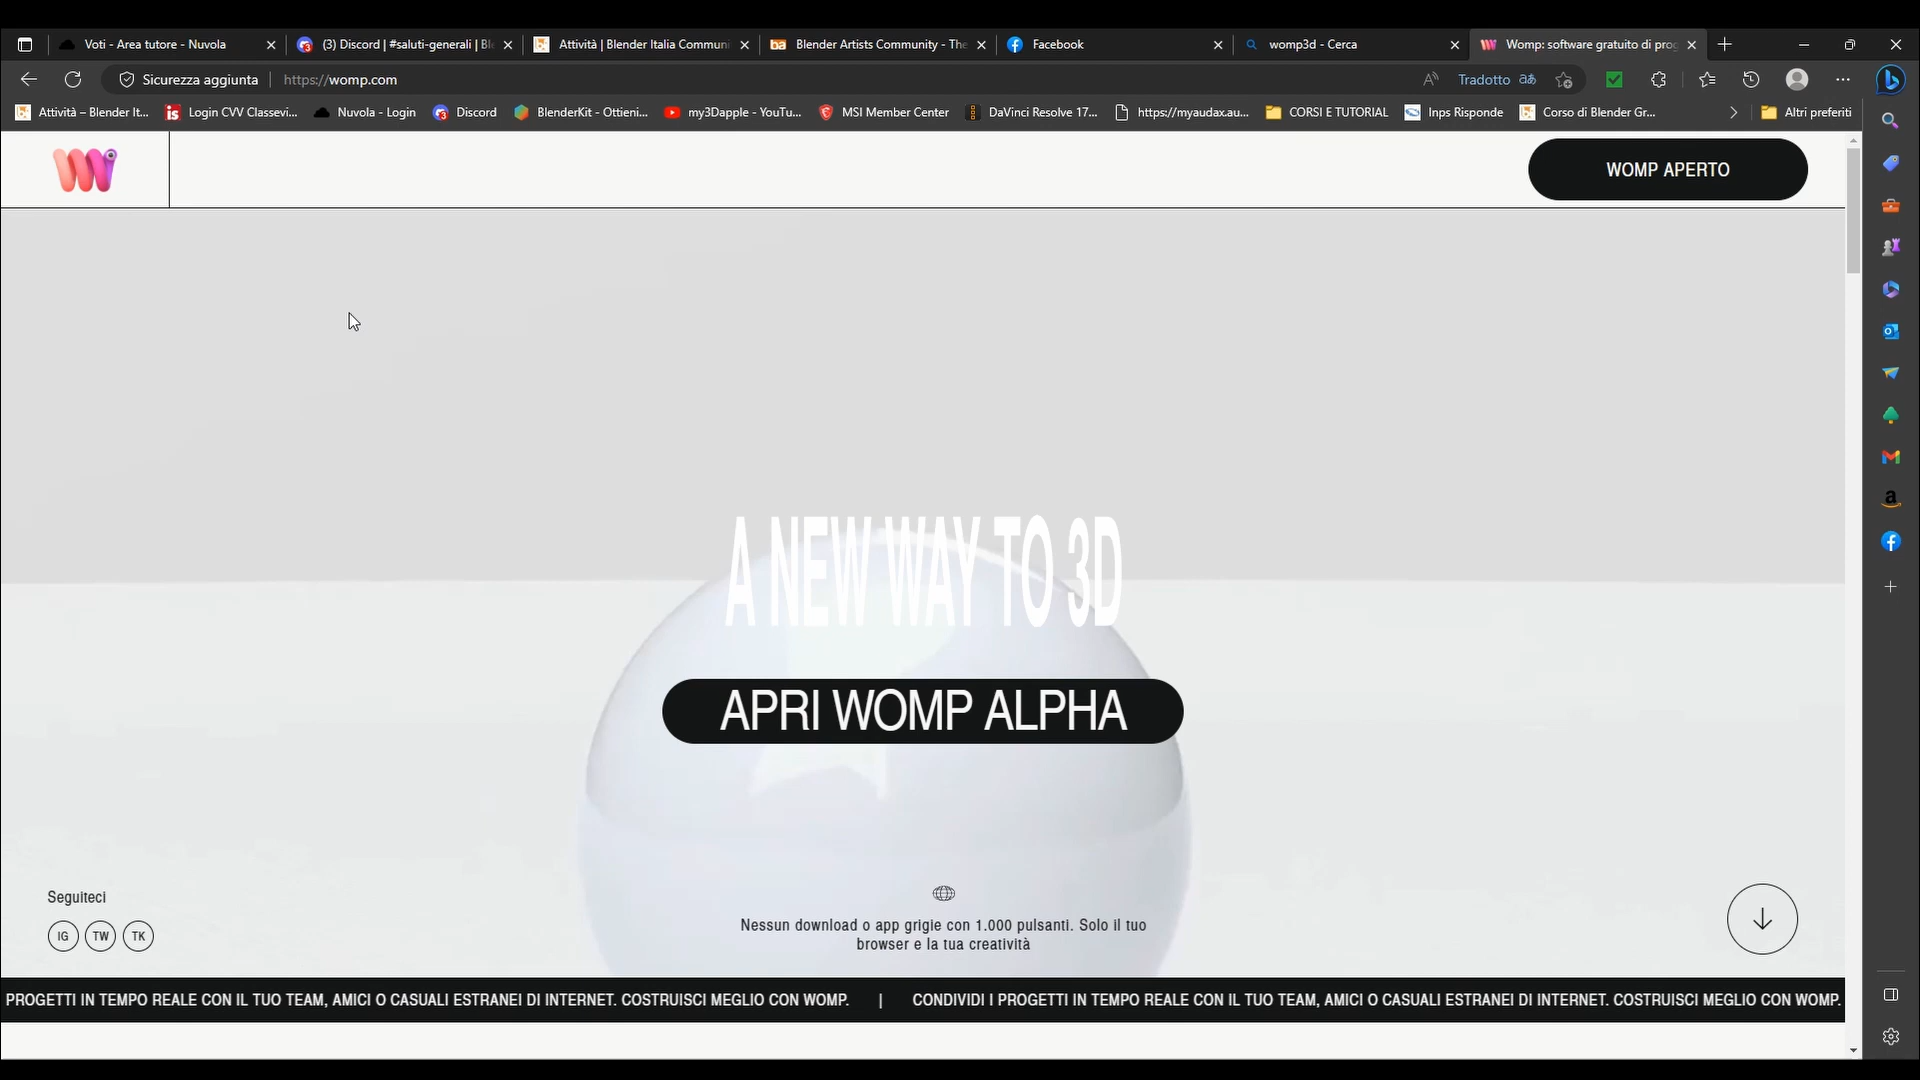 Voti - Area tutore - Nuvola
(3) Discord | #saluti-generali | Bl
Attività | Blender Italia Communi
Blender Artists Community - The
Facebook
womp3d - Cerca
Womp: software gratuito di prog
Sicurezza aggiunta
https://womp.com
Tradotto
Attività – Blender It...
Login CVV Classevi...
Nuvola - Login
Discord
BlenderKit - Ottieni...
my3Dapple - YouTu...
MSI Member Center
DaVinci Resolve 17...
https://myaudax.au...
CORSI E TUTORIAL
Inps Risponde
Corso di Blender Gr...
Altri preferiti
WOMP APERTO
A NEW WAY TO 3D
APRI WOMP ALPHA
Seguiteci
IG
TW
TK
Nessun download o app grigie con 1.000 pulsanti. Solo il tuo
browser e la tua creatività
PROGETTI IN TEMPO REALE CON IL TUO TEAM, AMICI O CASUALI ESTRANEI DI INTERNET. COSTRUISCI MEGLIO CON WOMP. | CONDIVIDI I PROGETTI IN TEMPO REALE CON IL TUO TEAM, AMICI O CASUALI ESTRANEI DI INTERNET. COSTRUISCI MEGLIO CON WOMP.